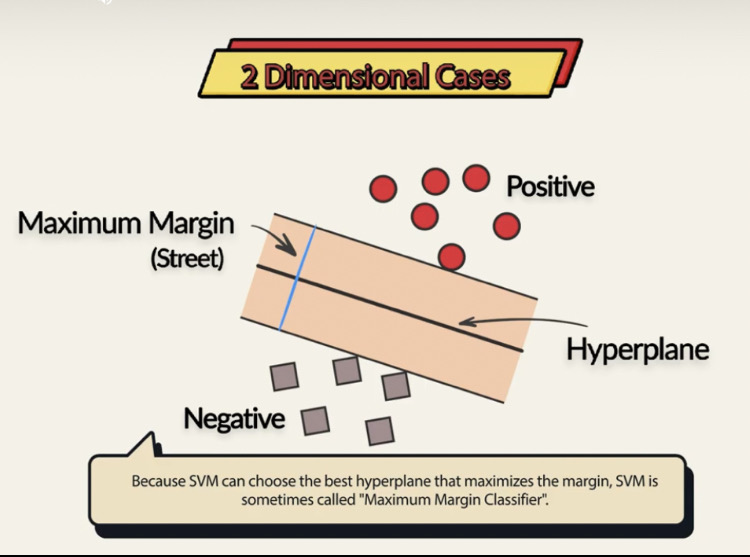 2 Dimensional Cases
Positive
Maximum Margin
(Street)
Hyperplane
Negative
Because SVM can choose the best hyperplane that maximizes the margin, SVM is
sometimes called "Maximum Margin Classifier".